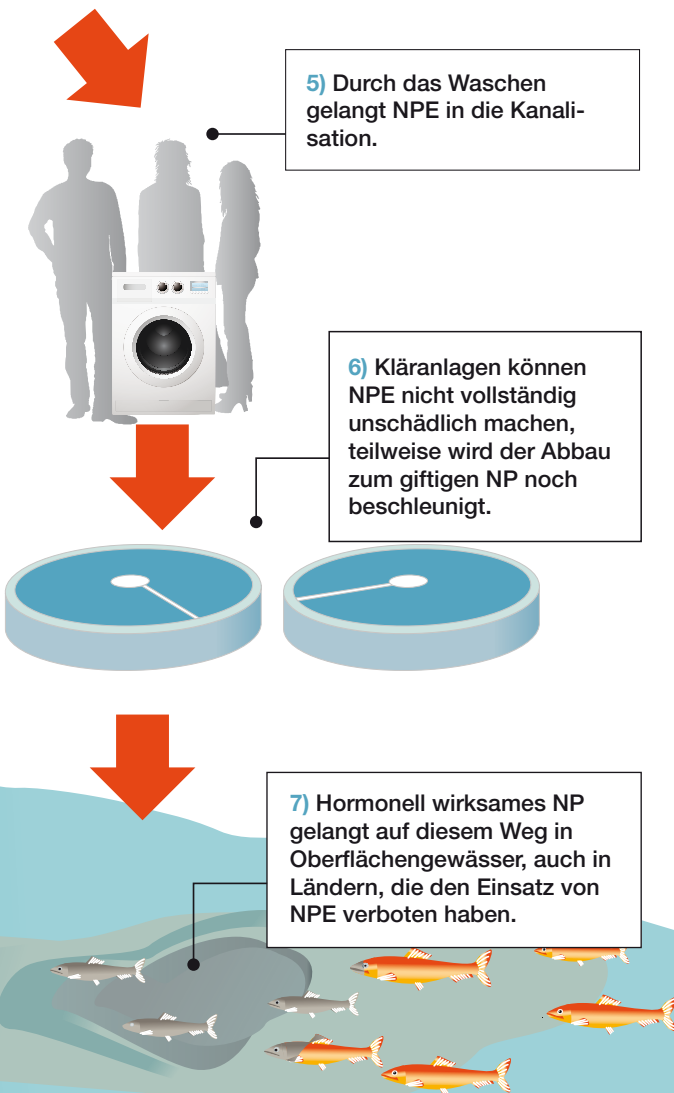 5) Durch das Waschen
gelangt NPE in die Kanali-
sation.
6) Kläranlagen können
NPE nicht vollständig
unschädlich machen,
teilweise wird der Abbau
zum giftigen NP noch
beschleunigt.
7) Hormonell wirksames NP
gelangt auf diesem Weg in
Oberflächengewässer, auch in
Ländern, die den Einsatz von
NPE verboten haben.